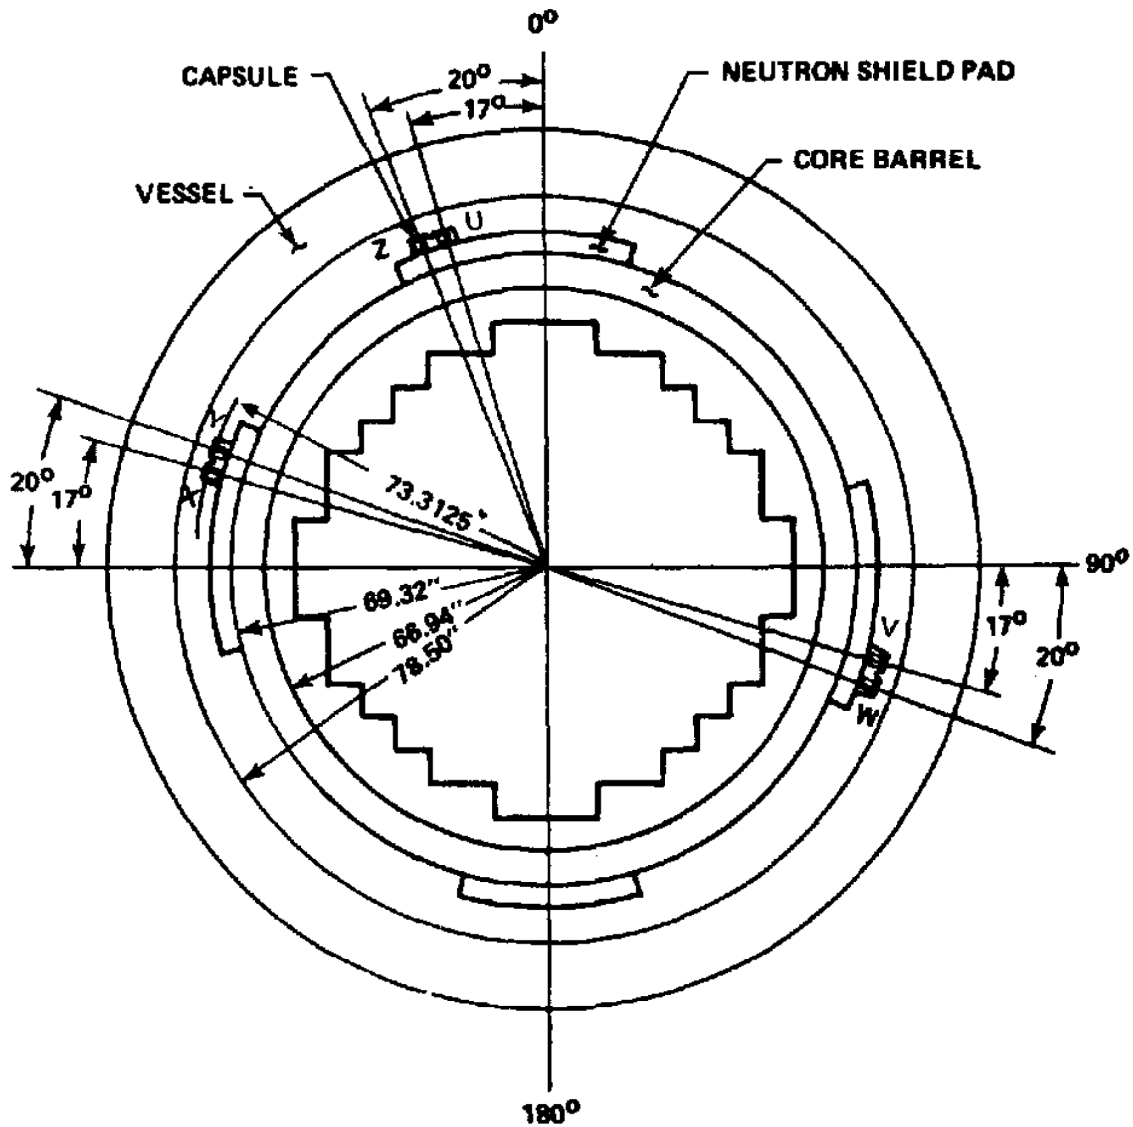 0°
CAPSULE
20°
NEUTRON SHIELD PAD
17°
CORE BARREL
VESSEL
U
Z
Y
20°
17°
X
73.3125"
90°
69.32"
17°
V
66.94"
20°
78.50"
W
180°